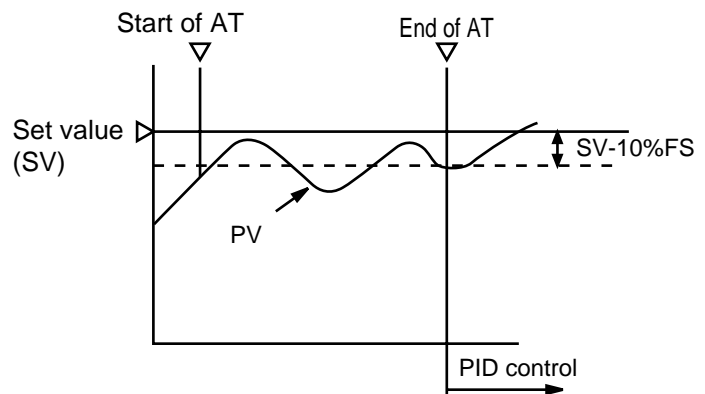 Start of AT
End of AT
Set value
(SV)
SV-10%FS
PV
PID control